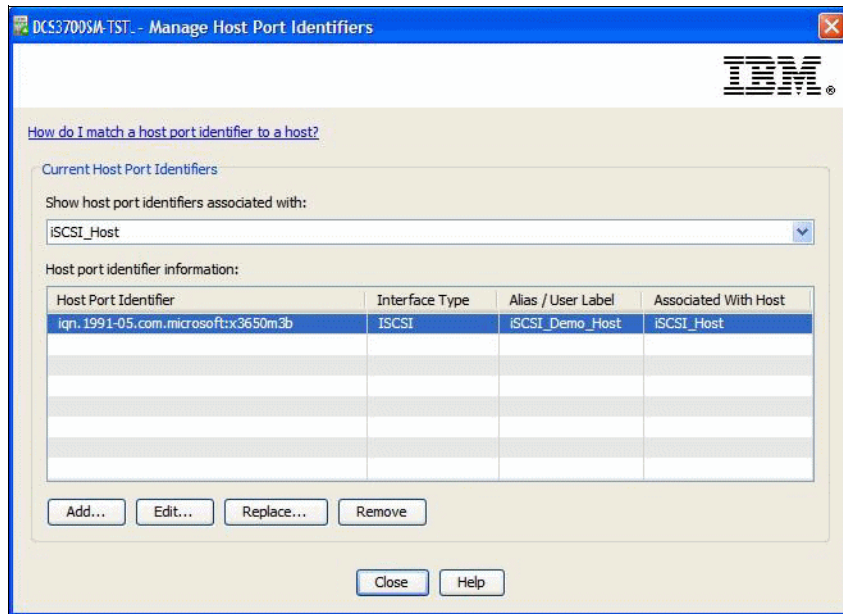 DCS3700SM-TST.. - Manage Host Port Identifiers
IBM®
How do I match a host port identifier to a host?
Current Host Port Identifiers
Show host port identifiers associated with:
iSCSI_Host
Host port identifier information:
Host Port Identifier Interface Type Alias / User Label Associated With Host
iqn.1991-05.com.microsoft:x3650m3b ISCSI iSCSI_Demo_Host iSCSI_Host
Add... Edit... Replace... Remove
Close Help